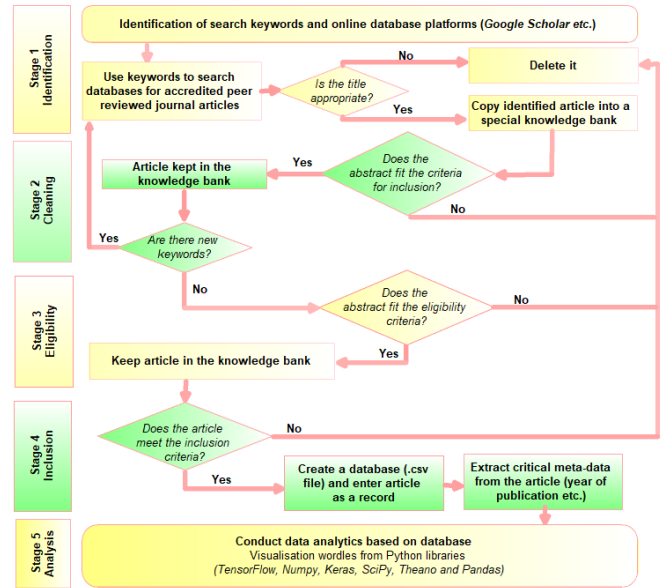 Stage 1
Identification
Identification of search keywords and online database platforms (Google Scholar etc.)
Use keywords to search
databases for accredited peer
reviewed journal articles
Is the title
appropriate?
No
Delete it
Yes
Copy identified article into a
special knowledge bank
Stage 2
Cleaning
Article kept in the
knowledge bank
Yes
Does the
abstract fit the criteria
for inclusion?
No
Yes
Are there new
keywords?
No
Stage 3
Eligibility
Does the
abstract fit the eligibility
criteria?
No
Yes
Keep article in the knowledge bank
Stage 4
Inclusion
Does the article
meet the inclusion
criteria?
No
Yes
Create a database (.csv
file) and enter article
as a record
Extract critical meta-data
from the article (year of
publication etc.)
Stage 5
Analysis
Conduct data analytics based on database
Visualisation wordles from Python libraries
(TensorFlow, Numpy, Keras, SciPy, Theano and Pandas)